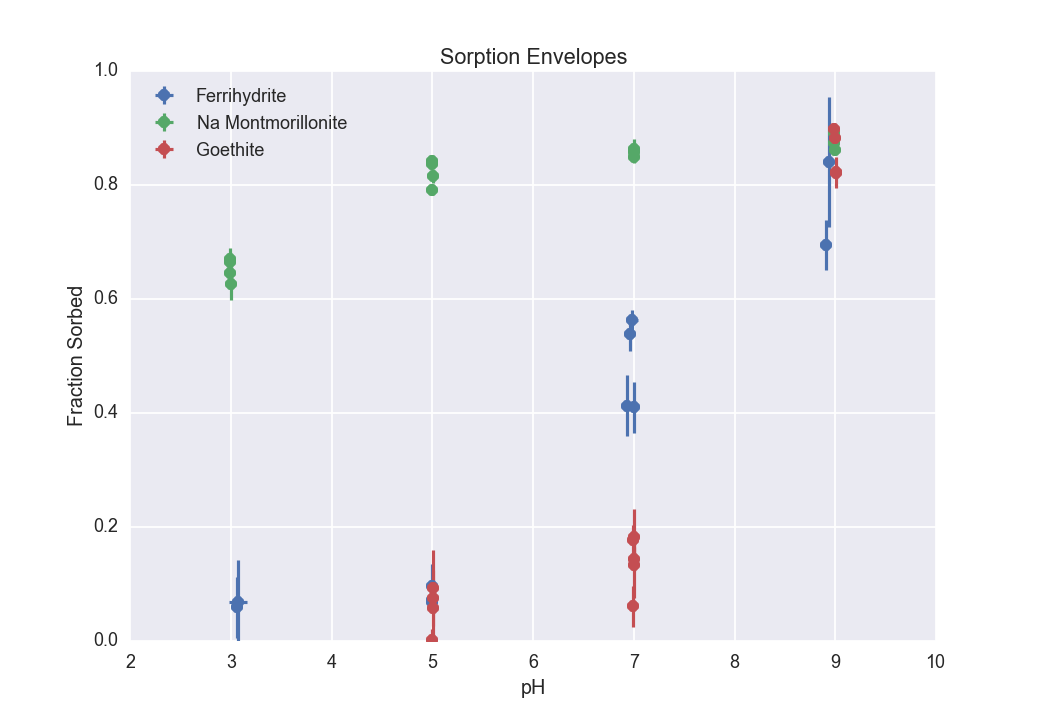 Sorption Envelopes
Ferrihydrite
Na Montmorillonite
Goethite
Fraction Sorbed
1.0
0.8
0.6
0.4
0.2
0.0
2 3 4 5 6 7 8 9 10
pH